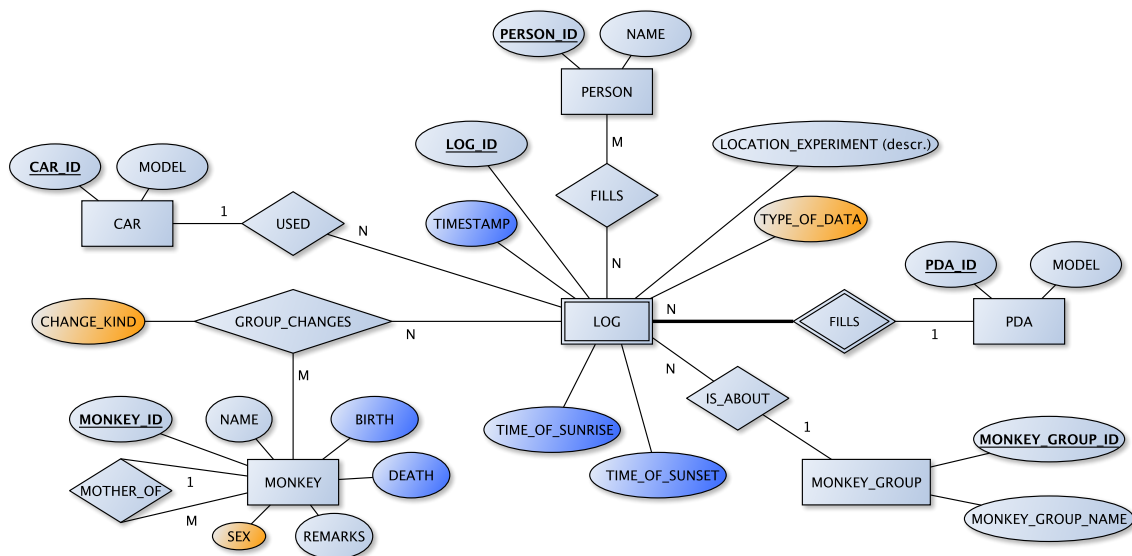 PERSON_ID
NAME
PERSON
LOG_ID
LOCATION_EXPERIMENT (descr.)
M
CAR_ID
MODEL
FILLS
TYPE_OF_DATA
CAR
1
USED
TIMESTAMP
N
N
PDA_ID
MODEL
CHANGE_KIND
GROUP_CHANGES
N
LOG
N
FILLS
1
PDA
M
N
IS_ABOUT
MONKEY_ID
NAME
BIRTH
TIME_OF_SUNRISE
1
MONKEY_GROUP_ID
MOTHER_OF
1
M
MONKEY
DEATH
TIME_OF_SUNSET
MONKEY_GROUP
SEX
REMARKS
MONKEY_GROUP_NAME